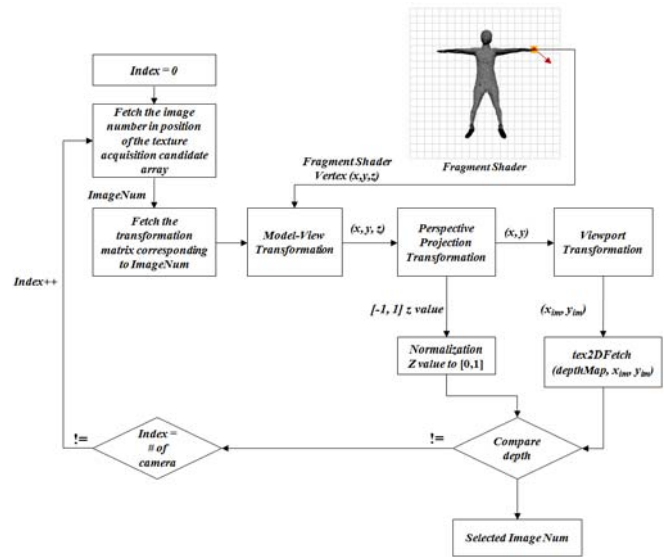 Index = 0
Fetch the image
number in position
of the texture
acquisition candidate
array
Fragment Shader
Fragment Shader
Vertex (x,y,z)
ImageNum
Fetch the
transformation
matrix corresponding
to ImageNum
Model-View
Transformation
(x, y, z)
Perspective
Projection
Transformation
(x, y)
Viewport
Transformation
Index++
[-1, 1] z value
(xim, yim)
Normalization
Z value to [0,1]
tex2DFetch
(depthMap, xim, yim)
!=
Index =
# of
camera
!=
Compare
depth
Selected Image Num